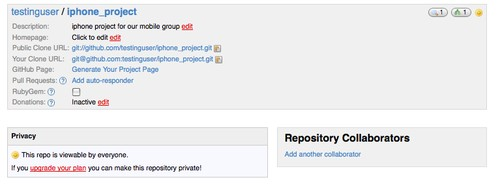 testinguser / iphone_project
1
1
Description: iphone project for our mobile group edit
Homepage: Click to edit edit
Public Clone URL: git://github.com/testinguser/iphone_project.git
Your Clone URL: git@github.com:testinguser/iphone_project.git
GitHub Page: Generate Your Project Page
Pull Requests: (?) Add auto-responder
RubyGem: (?)
Donations: (?) Inactive edit
Privacy
This repo is viewable by everyone.
If you upgrade your plan you can make this repository private!
Repository Collaborators
Add another collaborator